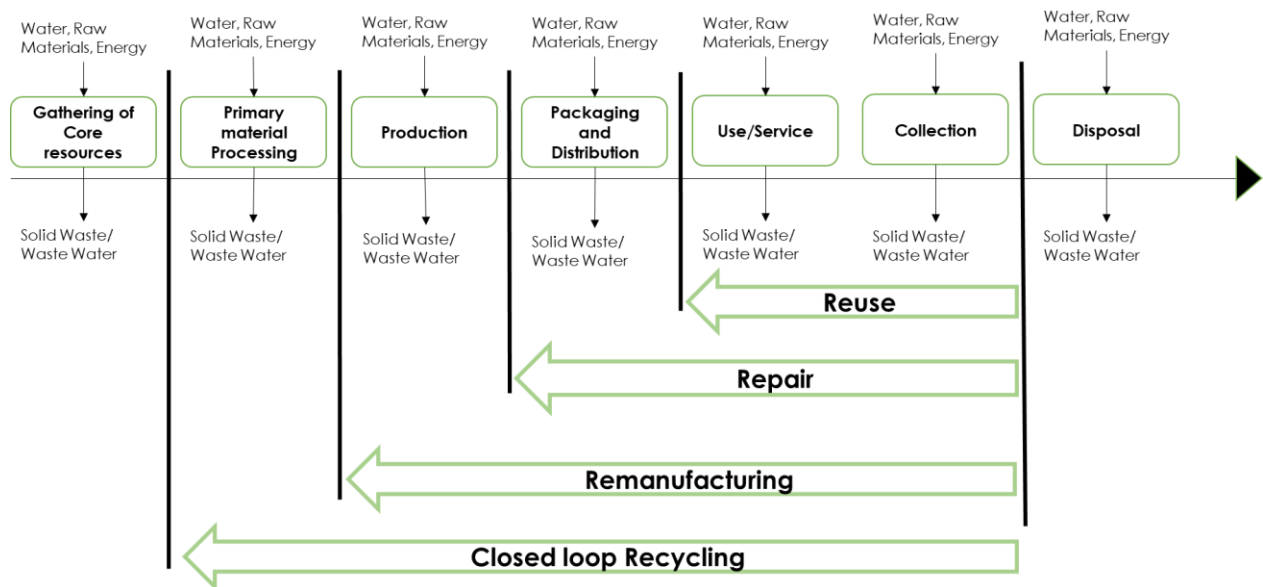 Water, Raw
Materials, Energy
Water, Raw
Materials, Energy
Water, Raw
Materials, Energy
Water, Raw
Materials, Energy
Water, Raw
Materials, Energy
Water, Raw
Materials, Energy
Water, Raw
Materials, Energy
Gathering of
Core
resources
Primary
material
Processing
Production
Packaging
and
Distribution
Use/Service
Collection
Disposal
Solid Waste/
Waste Water
Solid Waste/
Waste Water
Solid Waste/
Waste Water
Solid Waste/
Waste Water
Solid Waste/
Waste Water
Solid Waste/
Waste Water
Solid Waste/
Waste Water
Reuse
Repair
Remanufacturing
Closed loop Recycling